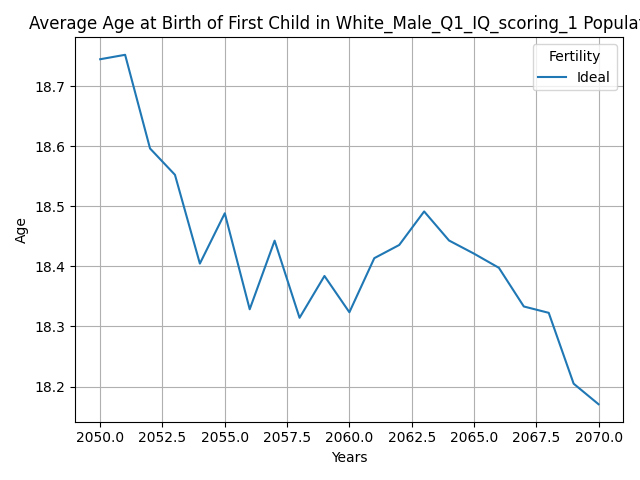 Average Age at Birth of First Child in White_Male_Q1_IQ_scoring_1 Popula
Fertility
Ideal
18.7
18.6
18.5
18.4
18.3
18.2
Age
2050.0 2052.5 2055.0 2057.5 2060.0 2062.5 2065.0 2067.5 2070.0
Years